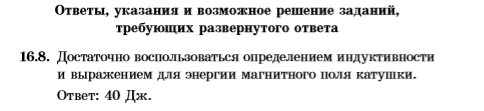 Ответы, указания и возможное решение заданий,
требующих развернутого ответа
16.8. Достаточно воспользоваться определением индуктивности
и выражением для энергии магнитного поля катушки.
Ответ: 40 Дж.